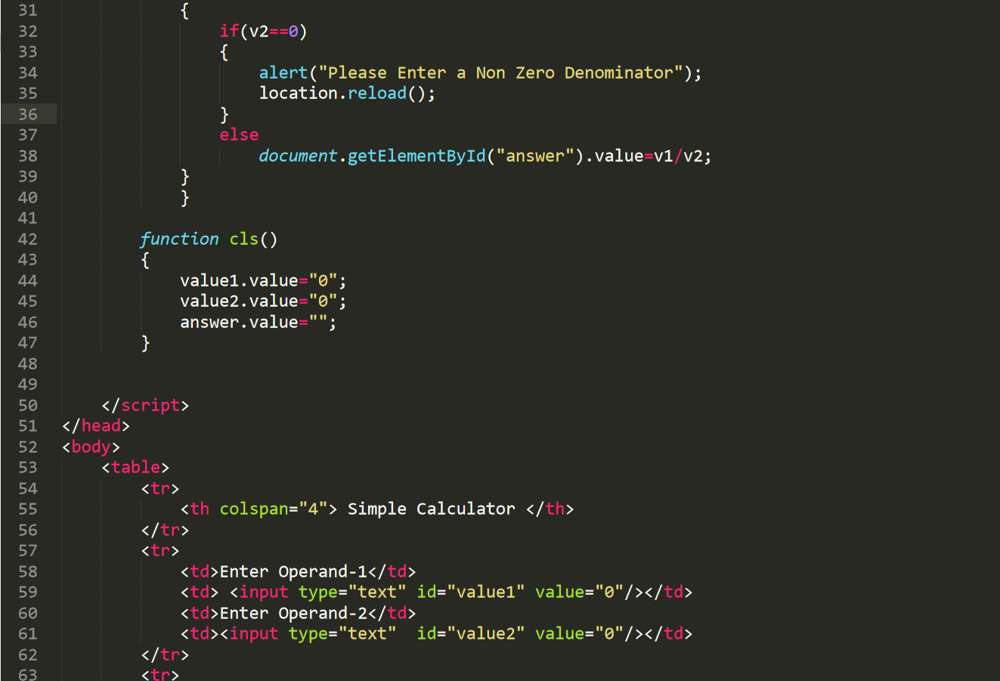 31 {
32 if(v2==0)
33 {
34 alert("Please Enter a Non Zero Denominator");
35 location.reload();
36 }
37 else
38 document.getElementById("answer").value=v1/v2;
39 }
40 }
41
42 function cls()
43 {
44 value1.value="0";
45 value2.value="0";
46 answer.value="";
47 }
48
49
50 </script>
51 </head>
52 <body>
53 <table>
54 <tr>
55 <th colspan="4"> Simple Calculator </th>
56 </tr>
57 <tr>
58 <td>Enter Operand-1</td>
59 <td> <input type="text" id="value1" value="0"/></td>
60 <td>Enter Operand-2</td>
61 <td><input type="text"  id="value2" value="0"/></td>
62 </tr>
63 <tr>